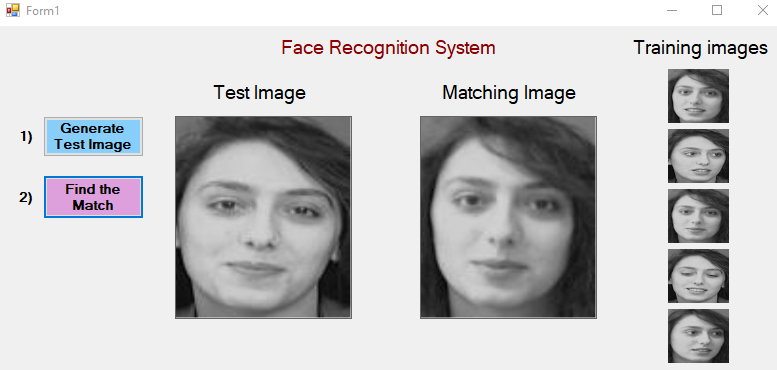 Form1
Face Recognition System
Training images
Test Image
Matching Image
1)
Generate
Test Image
2)
Find the
Match